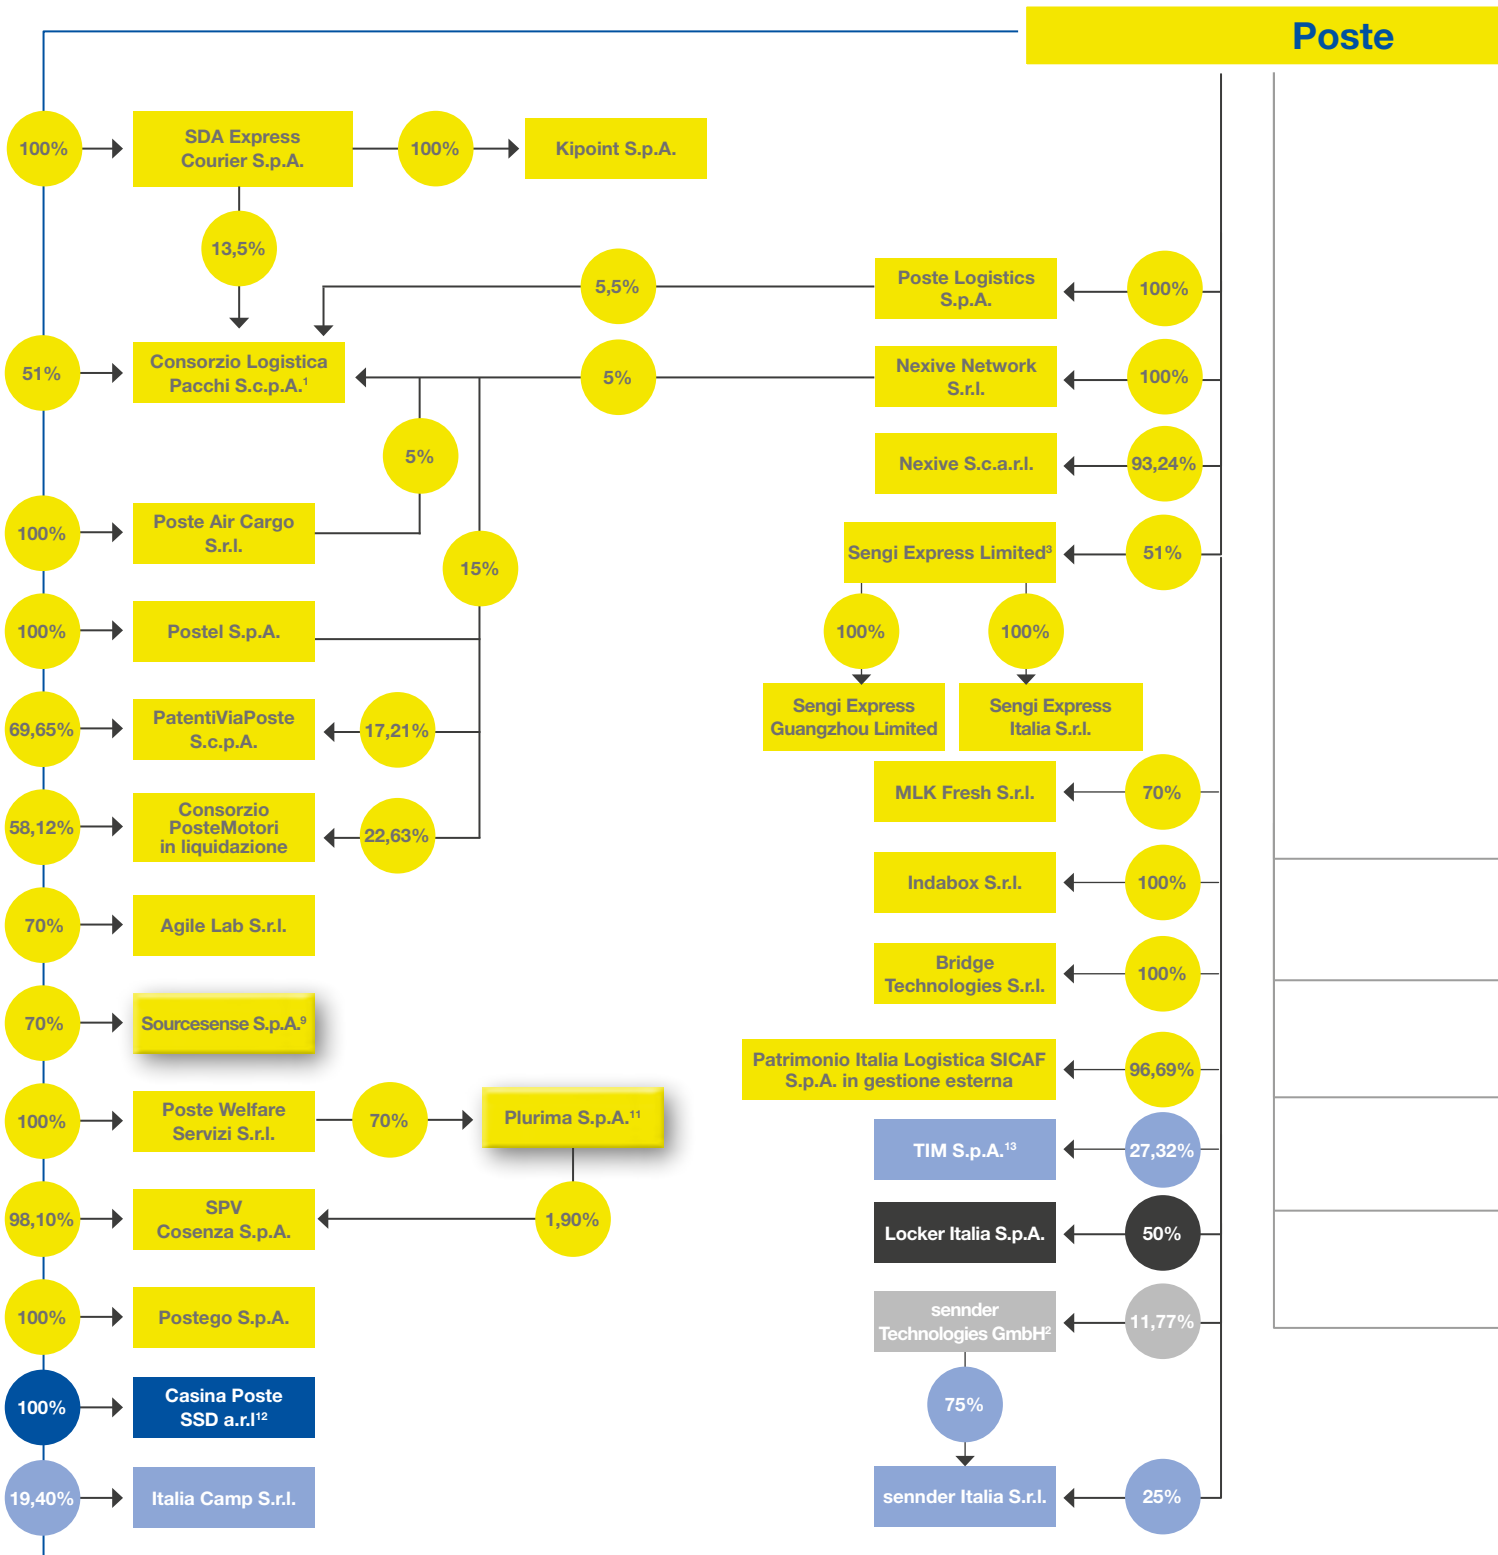 Poste
100%
SDA Express
Courier S.p.A.
100%
Kipoint S.p.A.
13,5%
5,5%
Poste Logistics
S.p.A.
100%
51%
Consorzio Logistica
Pacchi S.c.p.A.¹
5%
Nexive Network
S.r.l.
100%
5%
Nexive S.c.a.r.l.
93,24%
100%
Poste Air Cargo
S.r.l.
15%
Sengi Express Limited³
51%
100%
Postel S.p.A.
100%
100%
69,65%
PatentiViaPoste
S.c.p.A.
17,21%
Sengi Express
Guangzhou Limited
Sengi Express
Italia S.r.l.
58,12%
Consorzio
PosteMotori
in liquidazione
22,63%
MLK Fresh S.r.l.
70%
70%
Agile Lab S.r.l.
Indabox S.r.l.
100%
70%
Sourcesense S.p.A.⁹
Bridge
Technologies S.r.l.
100%
100%
Poste Welfare
Servizi S.r.l.
70%
Plurima S.p.A.¹¹
Patrimonio Italia Logistica SICAF
S.p.A. in gestione esterna
96,69%
TIM S.p.A.¹³
27,32%
98,10%
SPV
Cosenza S.p.A.
1,90%
Locker Italia S.p.A.
50%
100%
Postego S.p.A.
sennder
Technologies GmbH²
11,77%
100%
Casina Poste
SSD a.r.l¹²
75%
19,40%
Italia Camp S.r.l.
sennder Italia S.r.l.
25%